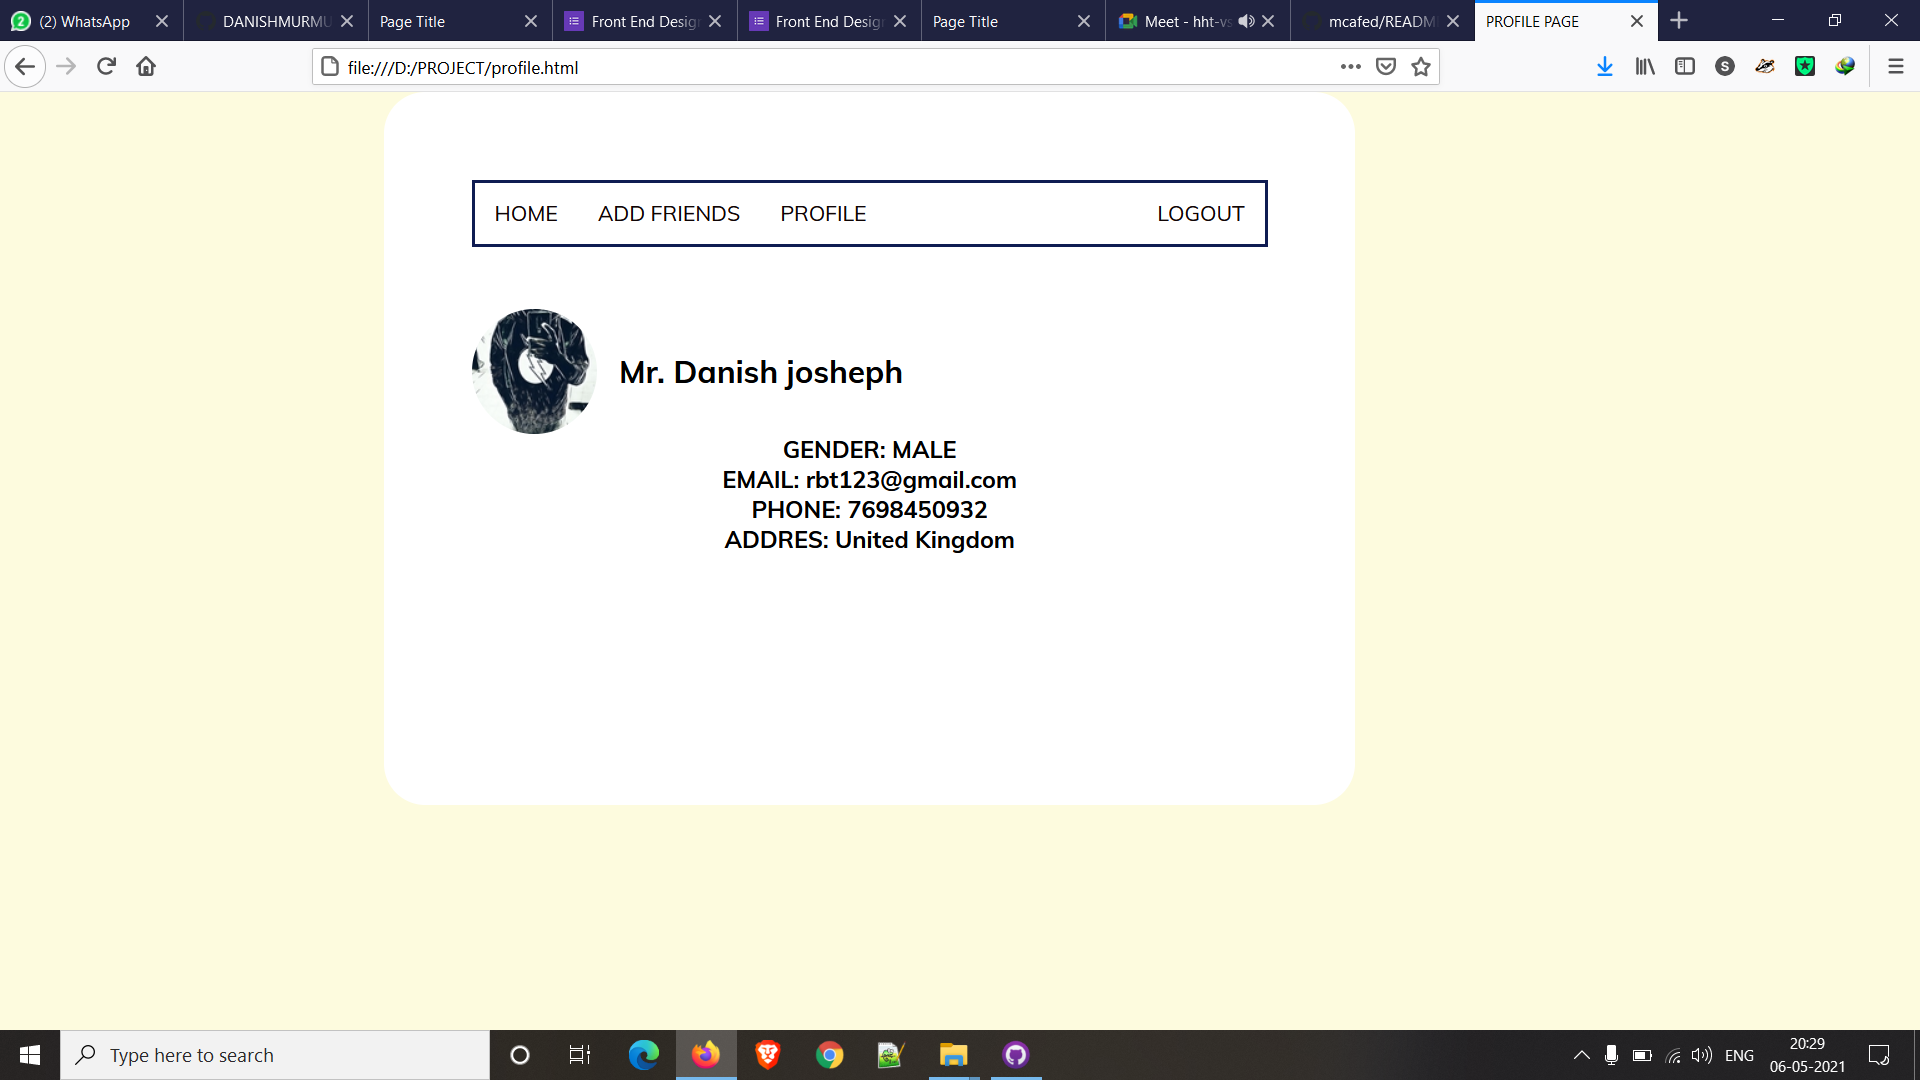 (2) WhatsApp
DANISHMURMU
Page Title
Front End Desig
Front End Desig
Page Title
Meet - hht-vs
mcafed/README
PROFILE PAGE
file:///D:/PROJECT/profile.html
HOME ADD FRIENDS PROFILE LOGOUT
Mr. Danish josheph
GENDER: MALE
EMAIL: rbt123@gmail.com
PHONE: 7698450932
ADDRES: United Kingdom
Type here to search
ENG
20:29
06-05-2021